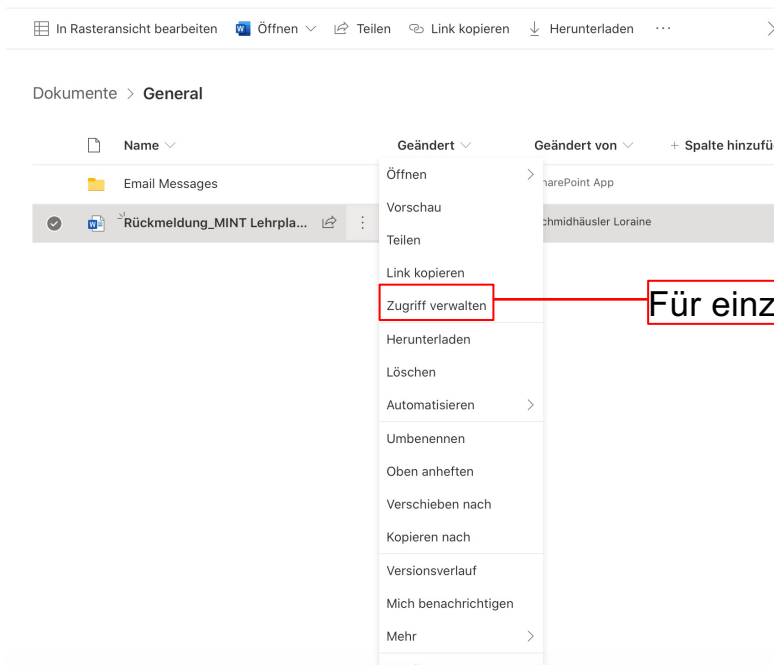 In Rasteransicht bearbeiten Öffnen Teilen Link kopieren Herunterladen ...
Dokumente > General
Name Geändert Geändert von + Spalte hinzufü
Email Messages harePoint App
Rückmeldung_MINT Lehrpla... chmidhäusler Loraine
Öffnen
Vorschau
Teilen
Link kopieren
Zugriff verwalten
Für einz
Herunterladen
Löschen
Automatisieren
Umbenennen
Oben anheften
Verschieben nach
Kopieren nach
Versionsverlauf
Mich benachrichtigen
Mehr